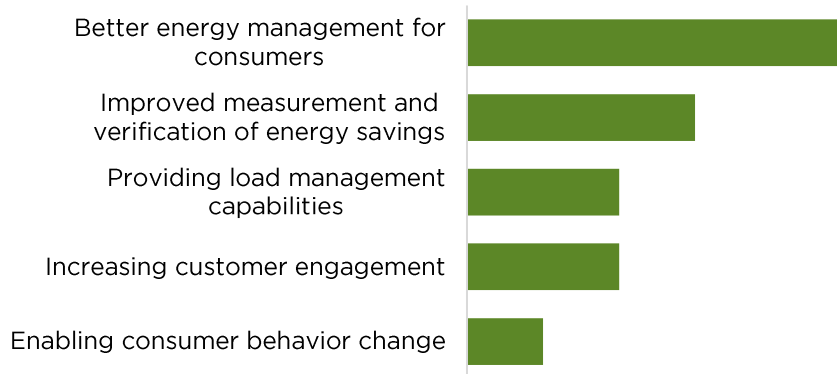 Better energy management for
consumers
Improved measurement and
verification of energy savings
Providing load management
capabilities
Increasing customer engagement
Enabling consumer behavior change